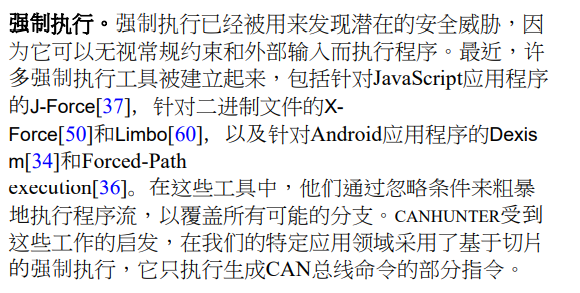 强制执行。强制执行已经被用来发现潜在的安全威胁，因
为它可以无视常规约束和外部输入而执行程序。最近，许
多强制执行工具被建立起来，包括针对JavaScript应用程序
的J-Force[37]，针对二进制文件的X-
Force[50]和Limbo[60]，以及针对Android应用程序的Dexis
m[34]和Forced-Path
execution[36]。在这些工具中，他们通过忽略条件来粗暴
地执行程序流，以覆盖所有可能的分支。CANHUNTER受到
这些工作的启发，在我们的特定应用领域采用了基于切片
的强制执行，它只执行生成CAN总线命令的部分指令。